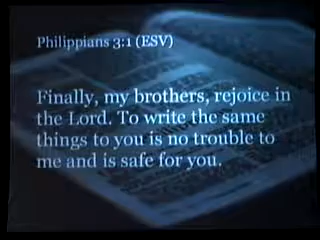 Philippians 3:1 (ESV)
Finally, my brothers, rejoice in
the Lord. To write the same
things to you is no trouble to
me and is safe for you.